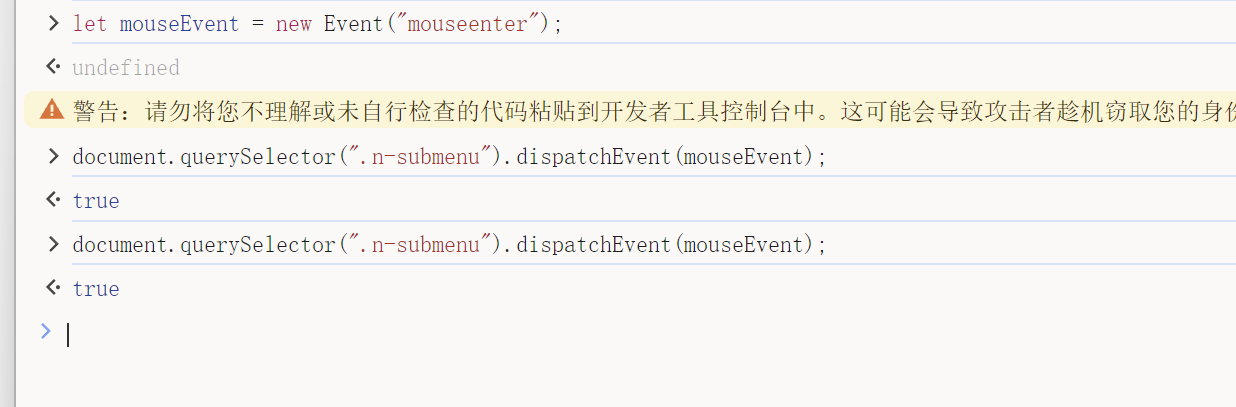 let mouseEvent = new Event("mouseenter");
undefined
警告：请勿将您不理解或未自行检查的代码粘贴到开发者工具控制台中。这可能会导致攻击者趁机窃取您的身份
document.querySelector(".n-submenu").dispatchEvent(mouseEvent);
true
document.querySelector(".n-submenu").dispatchEvent(mouseEvent);
true